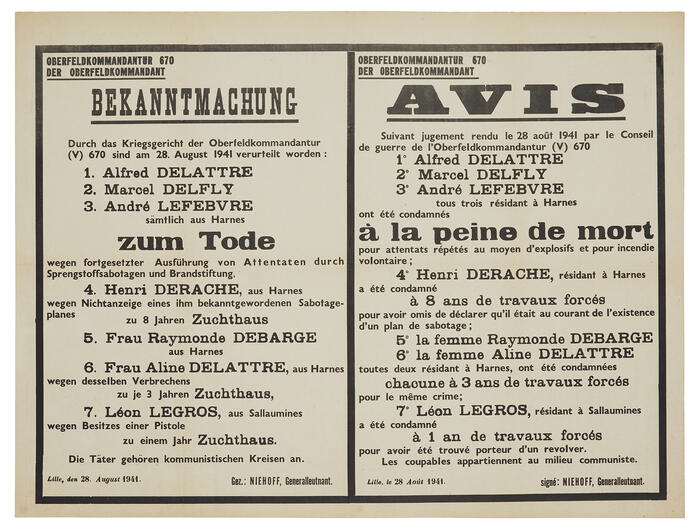 OBERFELDKOMMANDANTUR 670
DER OBERFELDKOMMANDANT
BEKANNTMACHUNG
Durch das Kriegsgericht der Oberfeldkommandantur
(V) 670 sind am 28. August 1941 verurteilt worden :
1. Alfred DELATTRE
2. Marcel DELFLY
3. André LEFEBVRE
sämtlich aus Harnes
zum Tode
wegen fortgesetzter Ausführung von Attentaten durch
Sprengstoffsabotagen und Brandstiftung.
4. Henri DERACHE, aus Harnes
wegen Nichtanzeige eines ihm bekanntgewordenen Sabotage-
planes
zu 8 Jahren Zuchthaus
5. Frau Raymonde DEBARGE
aus Harnes
6. Frau Aline DELATTRE, aus Harnes
wegen desselben Verbrechens
zu je 3 Jahren Zuchthaus,
7. Léon LEGROS, aus Sallaumines
wegen Besitzes einer Pistole
zu einem Jahr Zuchthaus.
Die Täter gehören kommunistischen Kreisen an.
Lille, den 28. August 1941.
Gez.: NIEHOFF, Generalleutnant.
OBERFELDKOMMANDANTUR 670
DER OBERFELDKOMMANDANT
AVIS
Suivant jugement rendu le 28 août 1941 par le Conseil
de guerre de l'Oberfeldkommandantur (V) 670
1° Alfred DELATTRE
2° Marcel DELFLY
3° André LEFEBVRE
tous trois résidant à Harnes
ont été condamnés
à la peine de mort
pour attentats répétés au moyen d'explosifs et pour incendie
volontaire ;
4° Henri DERACHE, résidant à Harnes
a été condamné
à 8 ans de travaux forcés
pour avoir omis de déclarer qu'il était au courant de l'existence
d'un plan de sabotage ;
5° la femme Raymonde DEBARGE
6° la femme Aline DELATTRE
toutes deux résidant à Harnes, ont été condamnées
chacune à 3 ans de travaux forcés
pour le même crime;
7° Léon LEGROS, résidant à Sallaumines
a été condamné
à 1 an de travaux forcés
pour avoir été trouvé porteur d'un revolver.
Les coupables appartiennent au milieu communiste.
Lille, le 28 Août 1941.
signé: NIEHOFF, Generalleutnant.